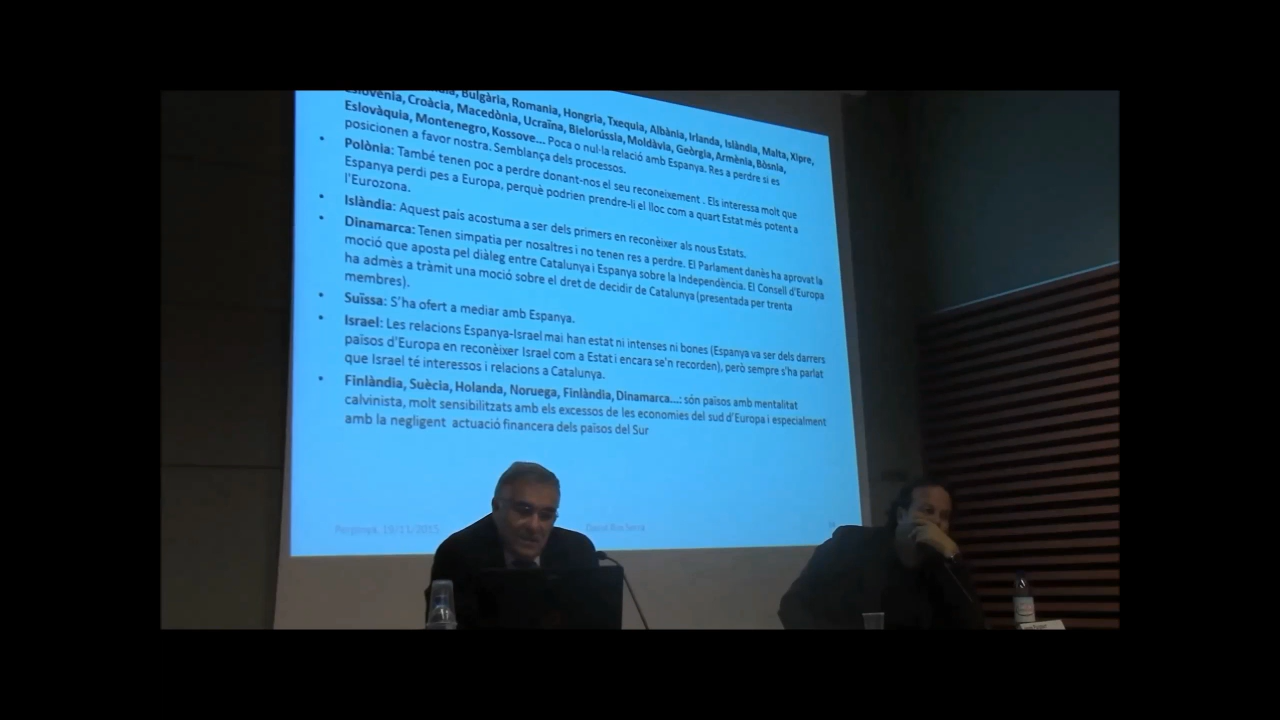 Bulgària, Romania, Hongria, Txequia, Albània, Irlanda, Islàndia, Malta, Xipre,
Eslovènia, Croàcia, Macedònia, Ucraïna, Bielorússia, Moldàvia, Geòrgia, Armènia, Bòsnia,
Eslovàquia, Montenegro, Kossove... Poca o nul·la relació amb Espanya. Res a perdre si es
posicionen a favor nostra. Semblança dels processos.
• Polònia: També tenen poc a perdre donant-nos el seu reconeixement . Els interessa molt que
Espanya perdi pes a Europa, perquè podrien prendre-li el lloc com a quart Estat més potent a
l'Eurozona.
• Islàndia: Aquest país acostuma a ser dels primers en reconèixer als nous Estats.
• Dinamarca: Tenen simpatia per nosaltres i no tenen res a perdre. El Parlament danès ha aprovat la
moció que aposta pel diàleg entre Catalunya i Espanya sobre la Independència. El Consell d'Europa
ha admès a tràmit una moció sobre el dret de decidir de Catalunya (presentada per trenta
membres).
• Suïssa: S'ha ofert a mediar amb Espanya.
• Israel: Les relacions Espanya-Israel mai han estat ni intenses ni bones (Espanya va ser dels darrers
països d'Europa en reconèixer Israel com a Estat i encara se'n recorden), però sempre s'ha parlat
que Israel té interessos i relacions a Catalunya.
• Finlàndia, Suècia, Holanda, Noruega, Finlàndia, Dinamarca...: són països amb mentalitat
calvinista, molt sensibilitzats amb els excessos de les economies del sud d'Europa i especialment
amb la negligent actuació financera dels països del Sur